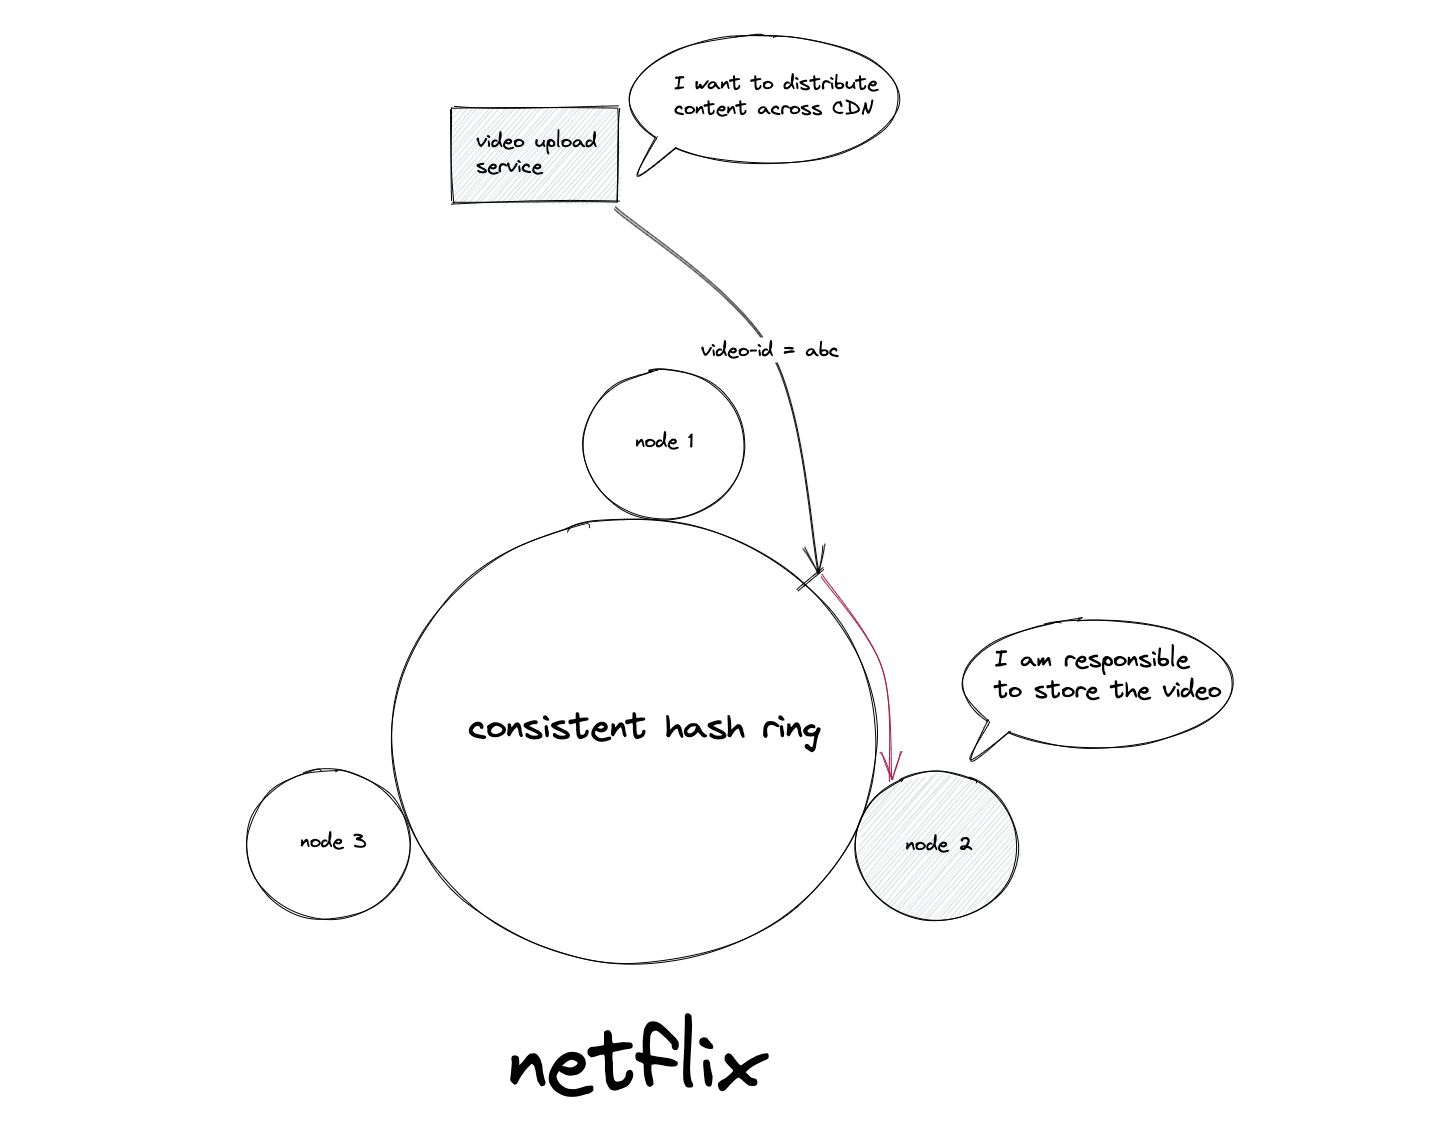 I want to distribute
content across CDN
video upload
service
video-id = abc
node 1
consistent hash ring
I am responsible
to store the video
node 3
node 2
netflix